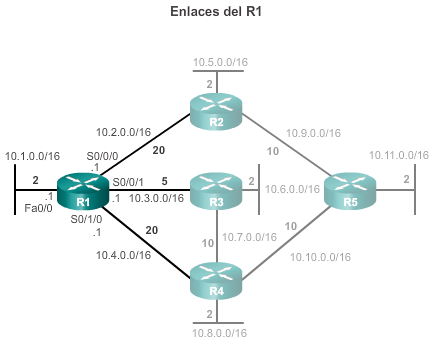 Enlaces del R1
10.5.0.0/16
2
R2
10.2.0.0/16
20
10.9.0.0/16
10
10.1.0.0/16
2
.1
Fa0/0
R1
S0/0/0
.1
S0/0/1
.1
5
10.3.0.0/16
R3
2
10.6.0.0/16
R5
2
10.11.0.0/16
S0/1/0
.1
20
10.4.0.0/16
10.7.0.0/16
10
10
10.10.0.0/16
R4
2
10.8.0.0/16